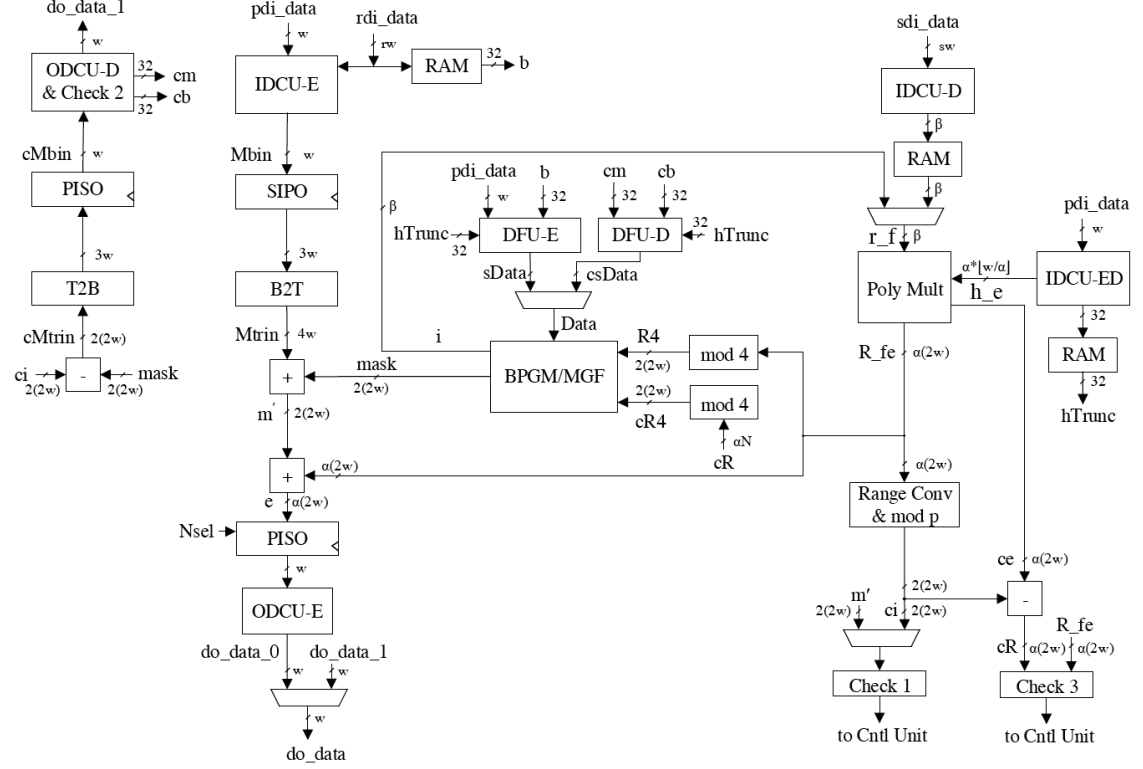 do_data_1
w
ODCU-D
& Check 2
32
cm
cb
32
cMbin
w
PISO
3w
T2B
cMtrin
2(2w)
ci
-
mask
2(2w)
2(2w)
pdi_data
w
rdi_data
rw
IDCU-E
RAM
32
b
Mbin
w
SIPO
3w
B2T
Mtrin
4w
+
mask
2(2w)
m'
2(2w)
+
α(2w)
e
α(2w)
Nsel
PISO
w
ODCU-E
do_data_0
do_data_1
w
w
w
do_data
β
i
pdi_data
b
cm
cb
w
32
32
32
hTrunc
32
DFU-E
DFU-D
32
hTrunc
sData
csData
Data
BPGM/MGF
R4
2(2w)
mod 4
2(2w)
cR4
mod 4
αN
cR
sdi_data
sw
IDCU-D
β
RAM
β
r_f
β
Poly Mult
α*⌊w/α⌋
h_e
pdi_data
w
IDCU-ED
32
RAM
32
hTrunc
R_fe
α(2w)
α(2w)
Range Conv
& mod p
ce
α(2w)
2(2w)
-
m'
2(2w)
ci
2(2w)
R_fe
cR
α(2w)
α(2w)
Check 1
Check 3
to Cntl Unit
to Cntl Unit